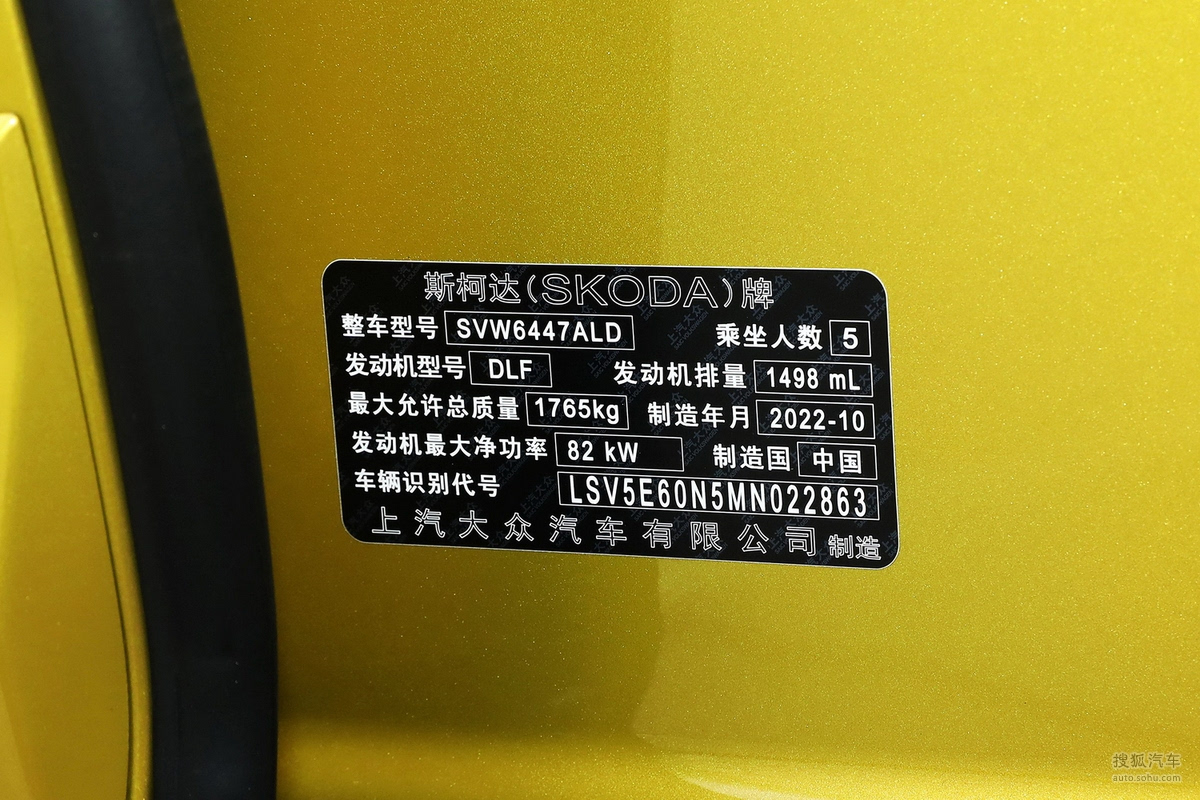 斯柯达(SKODA)牌
整车型号 SVW6447ALD 乘坐人数 5
发动机型号 DLF 发动机排量 1498 mL
最大允许总质量 1765kg 制造年月 2022-10
发动机最大净功率 82 kW 制造国 中国
车辆识别代号 LSV5E60N5MN022863
上汽大众汽车有限公司 制造
搜狐汽车
auto.sohu.com